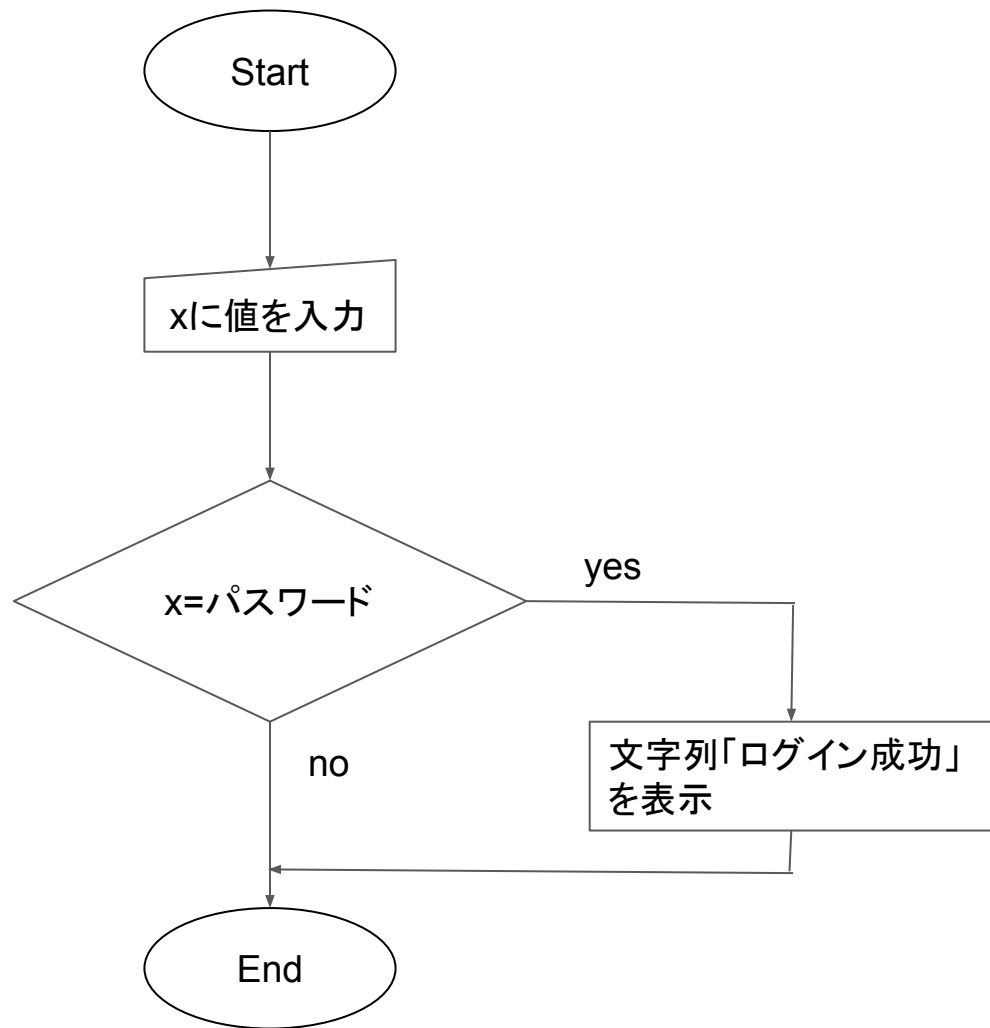 Start
xに値を入力
x=パスワード
yes
no
文字列「ログイン成功」
を表示
End